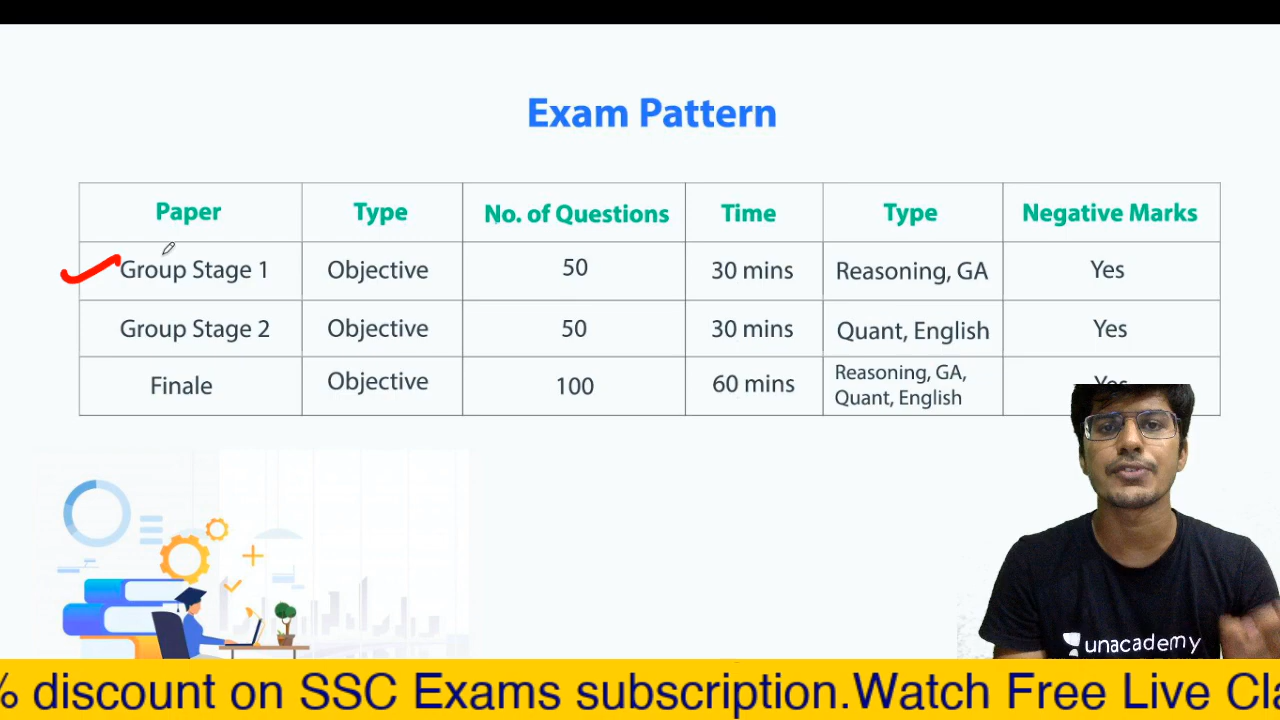 Exam Pattern
Paper Type No. of Questions Time Type Negative Marks
Group Stage 1 Objective 50 30 mins Reasoning, GA Yes
Group Stage 2 Objective 50 30 mins Quant, English Yes
Finale Objective 100 60 mins Reasoning, GA, Quant, English Yes
unacademy
% discount on SSC Exams subscription.Watch Free Live Cla